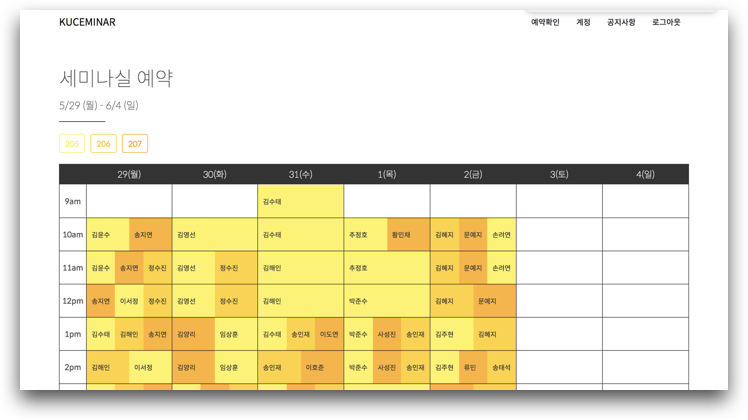 KUCEMINAR 예약확인 계정 공지사항 로그아웃
세미나실 예약
5/29 (월) - 6/4 (일)
205 206 207
29(월) 30(화) 31(수) 1(목) 2(금) 3(토) 4(일)
9am 김수태
10am 김윤수 송지연 김영선 김수태 추정호 황민채 김혜지 문예지 손려연
11am 김윤수 송지연 정수진 김영선 정수진 김해인 추정호 김혜지 문예지 손려연
12pm 송지연 이서정 정수진 김영선 정수진 김해인 박준수 김혜지 문예지
1pm 김수태 김해인 송지연 김양리 임상훈 김수태 송인재 이도연 박준수 사성진 송인재 김주현 김혜지
2pm 김해인 이서정 김양리 임상훈 송인재 이호준 박준수 사성진 송인재 김주현 류민 송태석